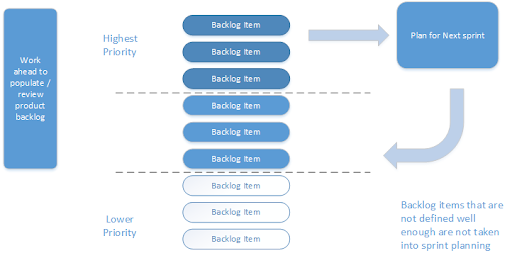 Work
ahead to
populate /
review
product
backlog
Highest
Priority
Backlog Item
Backlog Item
Backlog Item
Backlog Item
Backlog Item
Backlog Item
Backlog Item
Backlog Item
Backlog Item
Lower
Priority
Plan for Next sprint
Backlog items that are
not defined well
enough are not taken
into sprint planning